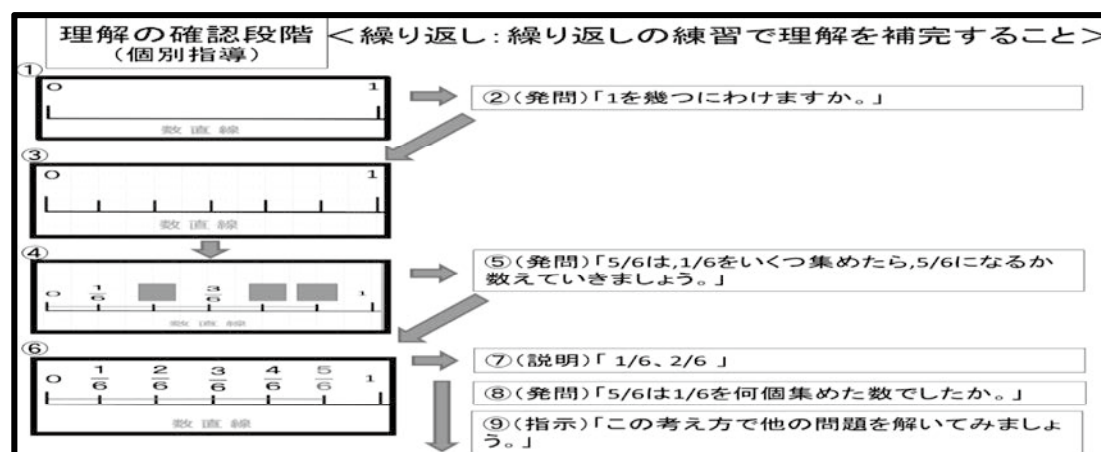 理解の確認段階
(個別指導)
<繰り返し:繰り返しの練習で理解を補完すること>
①
0 1
数直線
②(発問)「1を幾つにわけますか。」
③
0 1
数直線
④
0 1/6 3/6 1
数直線
⑤(発問)「5/6は,1/6をいくつ集めたら,5/6になるか
数えていきましょう。」
⑥
0 1/6 2/6 3/6 4/6 5/6 1
数直線
⑦(説明)「 1/6、2/6 」
⑧(発問)「5/6は1/6を何個集めた数でしたか。」
⑨(指示)「この考え方で他の問題を解いてみましょ
う。」